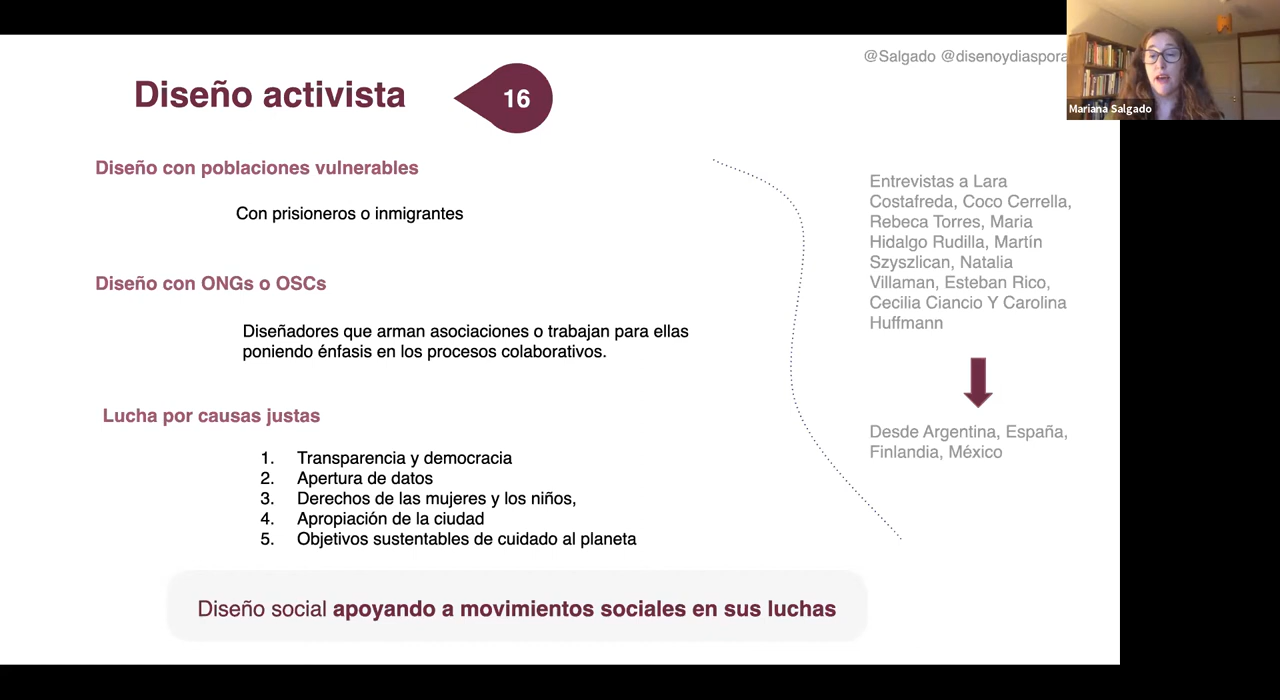 @Salgado @disenoydiaspora
Mariana Salgado
Diseño activista
16
Diseño con poblaciones vulnerables
Con prisioneros o inmigrantes
Diseño con ONGs o OSCs
Diseñadores que arman asociaciones o trabajan para ellas
poniendo énfasis en los procesos colaborativos.
Lucha por causas justas
1. Transparencia y democracia
2. Apertura de datos
3. Derechos de las mujeres y los niños,
4. Apropiación de la ciudad
5. Objetivos sustentables de cuidado al planeta
Diseño social apoyando a movimientos sociales en sus luchas
Entrevistas a Lara
Costafreda, Coco Cerrella,
Rebeca Torres, Maria
Hidalgo Rudilla, Martín
Szyszlican, Natalia
Villaman, Esteban Rico,
Cecilia Ciancio Y Carolina
Huffmann
Desde Argentina, España,
Finlandia, México